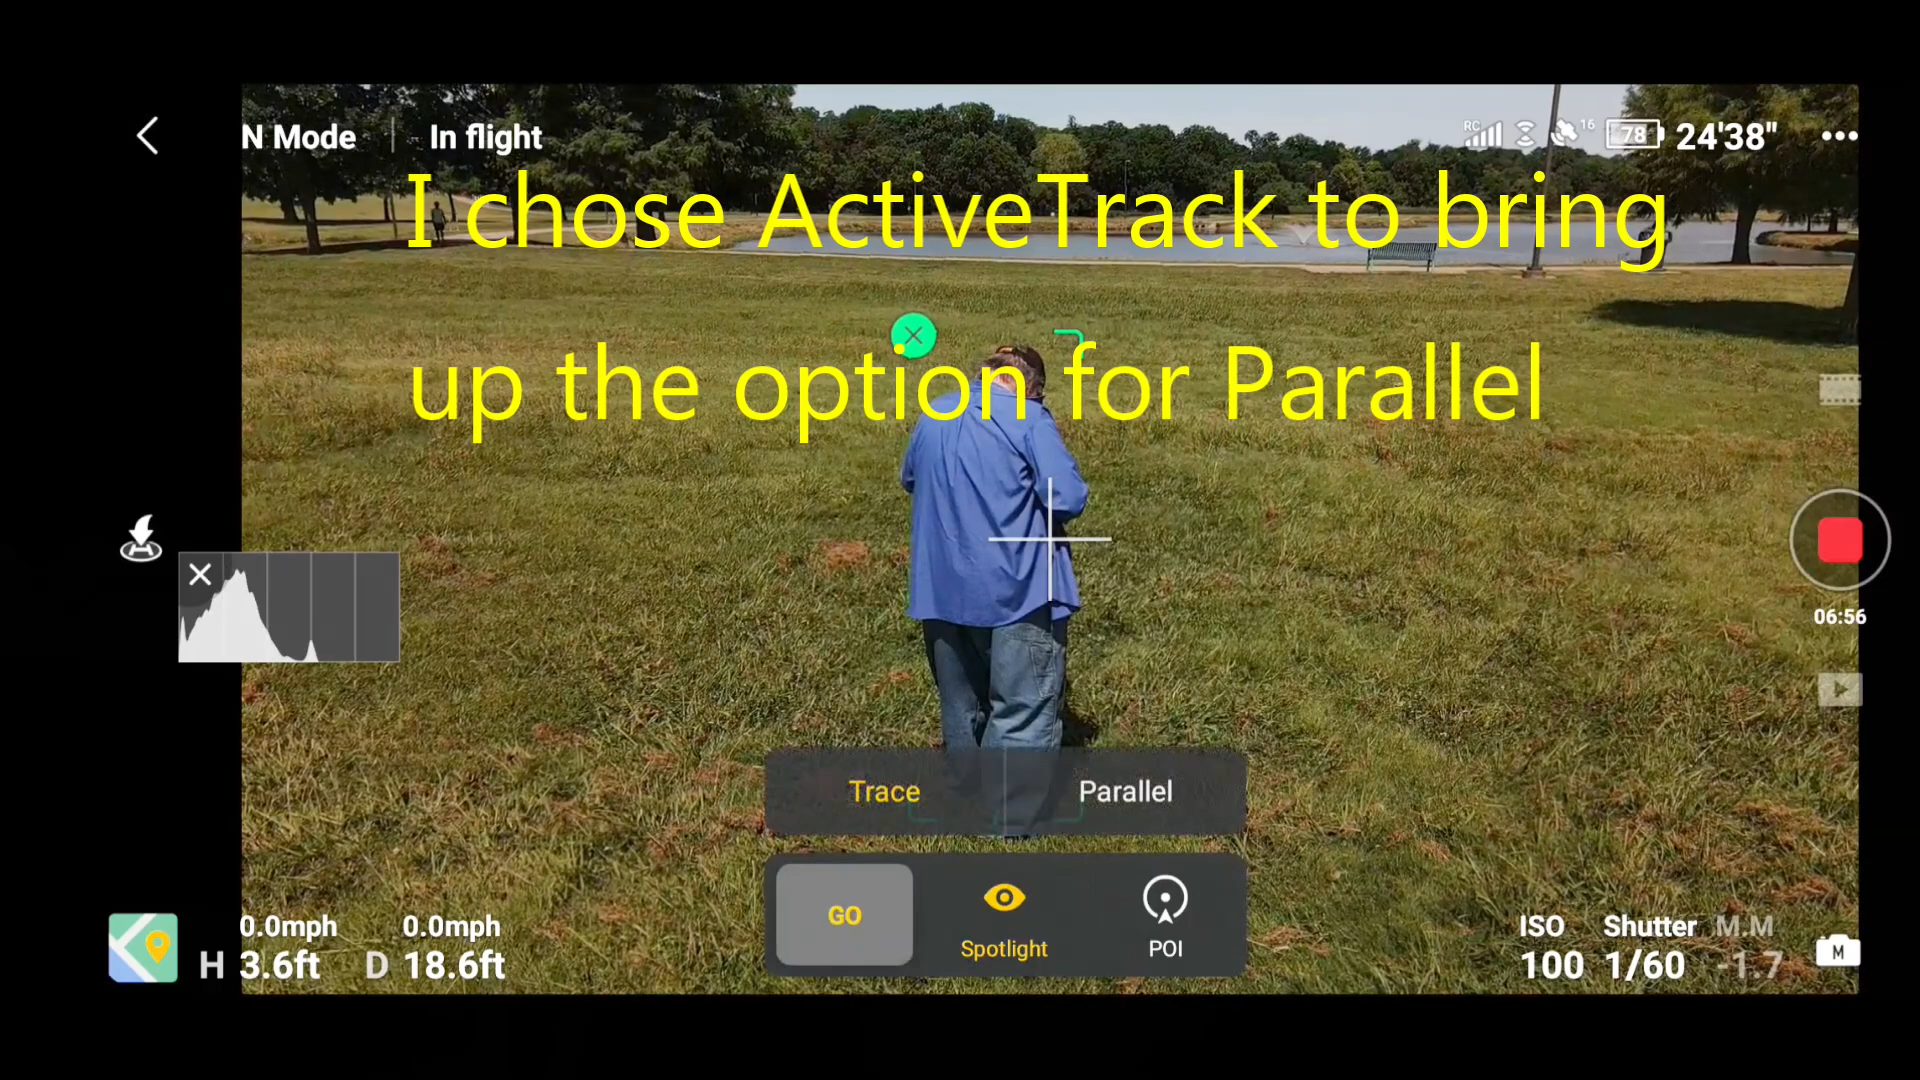 N Mode | In flight
RC 16 78 24'38"
I chose ActiveTrack to bring
up the option for Parallel
06:56
Trace Parallel
GO Spotlight POI
0.0mph 0.0mph
H 3.6ft D 18.6ft
ISO Shutter M.M
100 1/60 -1.7
M